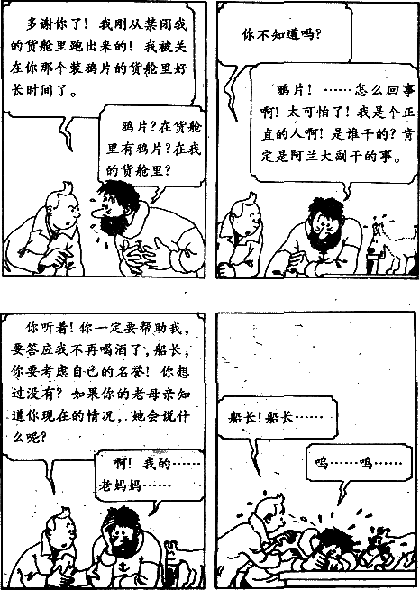 多谢你了！我刚从禁闭我
的货舱里跑出来的！我被关
在你那个装鸦片的货舱里好
长时间了。
鸦片？在货舱
里有鸦片？在我
的货舱里？
你不知道吗？
鸦片！……怎么回事
啊！太可怕了！我是个正
直的人啊！是谁干的？肯
定是阿兰大副干的事。
你听着！你一定要帮助我，
要答应我不再喝酒了，船长，
你要考虑自己的名誉！你想
过没有？如果你的老母亲知
道你现在的情况，她会说什
么呢？
啊！我的……
老妈妈……
船长！船长……
呜……呜……